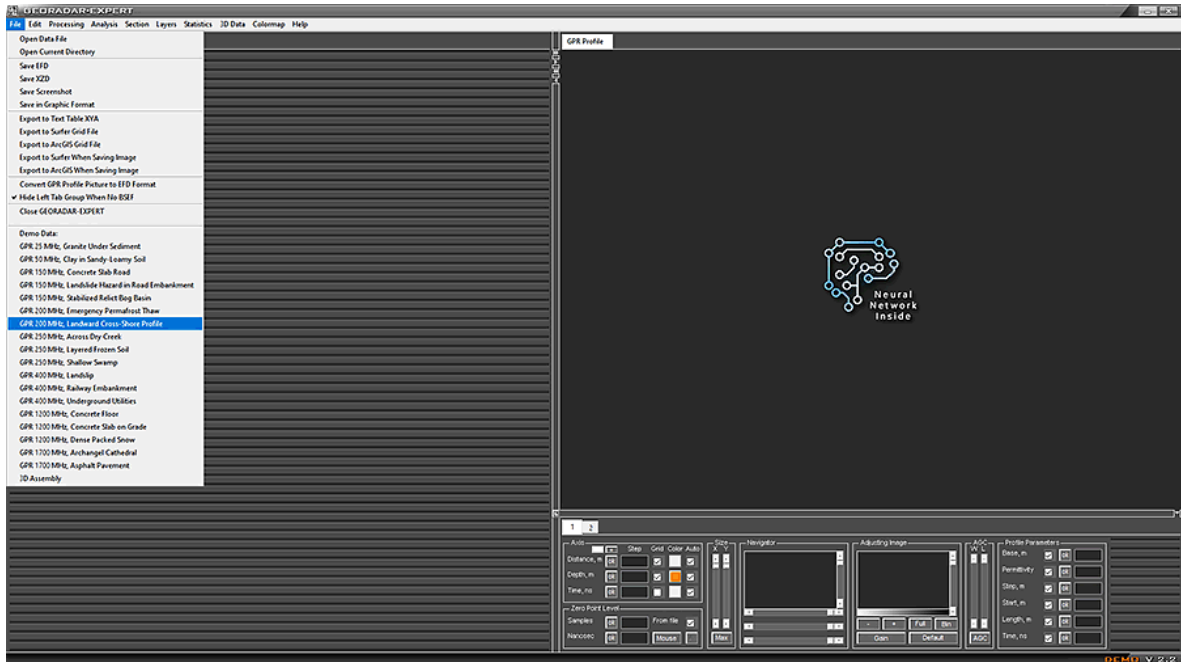 GEORADAR-EXPERT
File Edit Processing Analysis Section Layers Statistics 3D Data Colormap Help
Open Data File
Open Current Directory
Save EFD
Save XZD
Save Screenshot
Save in Graphic Format
Export to Text Table XYA
Export to Surfer Grid File
Export to ArcGIS Grid File
Export to Surfer When Saving Image
Export to ArcGIS When Saving Image
Convert GPR Profile Picture to EFD Format
Hide Left Tab Group When No BSEF
Close GEORADAR-EXPERT
Demo Data:
GPR 25 MHz, Granite Under Sediment
GPR 50 MHz, Clay in Sandy-Loamy Soil
GPR 150 MHz, Concrete Slab Road
GPR 150 MHz, Landslide Hazard in Road Embankment
GPR 150 MHz, Stabilized Relict Bog Basin
GPR 200 MHz, Emergency Permafrost Thaw
GPR 200 MHz, Landward Cross-Shore Profile
GPR 250 MHz, Across Dry Creek
GPR 250 MHz, Layered Frozen Soil
GPR 250 MHz, Shallow Swamp
GPR 400 MHz, Landslip
GPR 400 MHz, Railway Embankment
GPR 400 MHz, Underground Utilities
GPR 1200 MHz, Concrete Floor
GPR 1200 MHz, Concrete Slab on Grade
GPR 1200 MHz, Dense Packed Snow
GPR 1700 MHz, Archangel Cathedral
GPR 1700 MHz, Asphalt Pavement
3D Assembly
GPR Profile
Neural
Network
Inside
1 2
Axis
Step Grid Color Auto
Distance, m OK
Depth, m OK
Time, ns OK
Zero Point Level
Samples OK From file
Nanosec OK Mouse
Size
X Y
Max
Navigator
Adjusting Image
- + Full Bin
Gain Default
AGC
W L
AGC
Profile Parameters
Base, m OK
Permittivity OK
Step, m OK
Start, m OK
Length, m OK
Time, ns OK
DEMO V 2.2